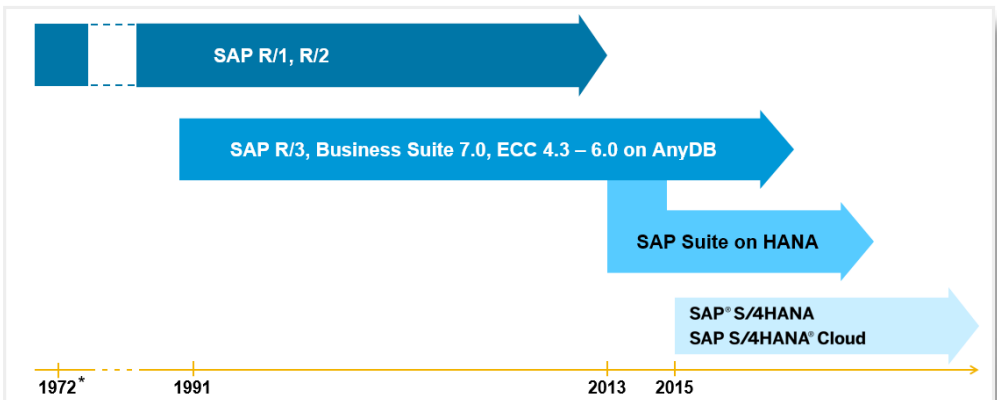 SAP R/1, R/2
SAP R/3, Business Suite 7.0, ECC 4.3 – 6.0 on AnyDB
SAP Suite on HANA
SAP® S/4HANA
SAP S/4HANA® Cloud
1972* 1991 2013 2015